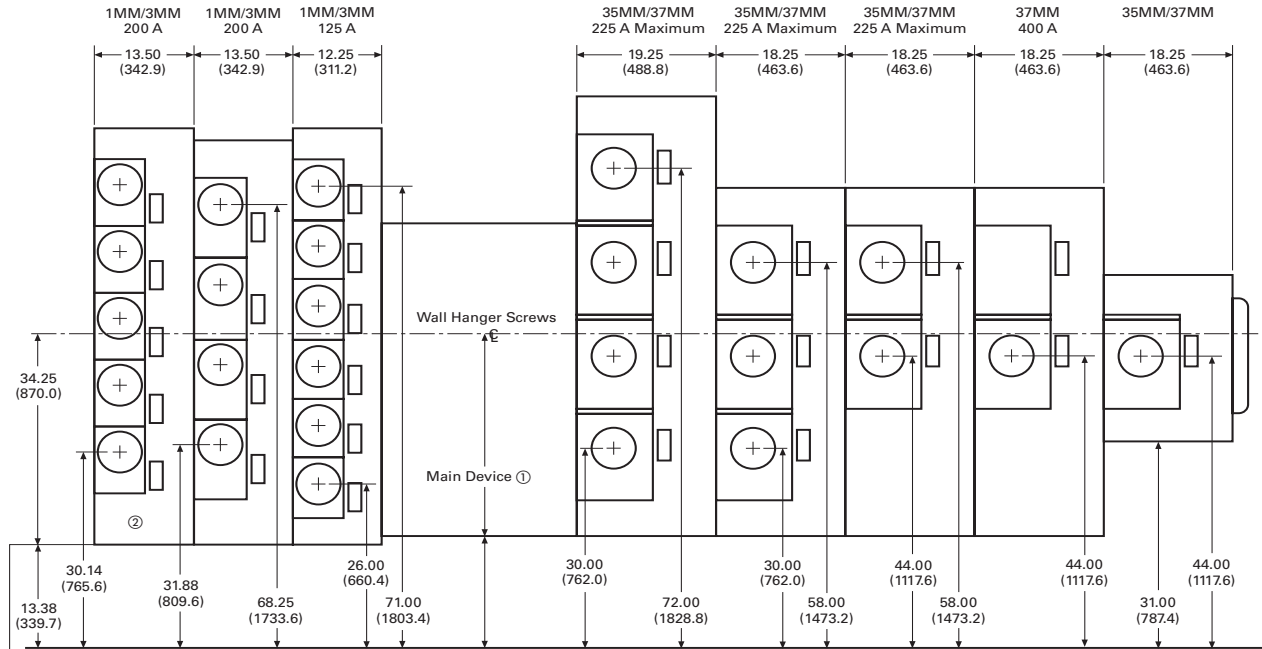 1MM/3MM
200 A
13.50
(342.9)
1MM/3MM
200 A
13.50
(342.9)
1MM/3MM
125 A
12.25
(311.2)
35MM/37MM
225 A Maximum
19.25
(488.8)
35MM/37MM
225 A Maximum
18.25
(463.6)
35MM/37MM
225 A Maximum
18.25
(463.6)
37MM
400 A
18.25
(463.6)
35MM/37MM
18.25
(463.6)
Wall Hanger Screws
℄
Main Device ①
②
34.25
(870.0)
13.38
(339.7)
30.14
(765.6)
31.88
(809.6)
68.25
(1733.6)
26.00
(660.4)
71.00
(1803.4)
30.00
(762.0)
72.00
(1828.8)
30.00
(762.0)
58.00
(1473.2)
44.00
(1117.6)
58.00
(1473.2)
44.00
(1117.6)
31.00
(787.4)
44.00
(1117.6)